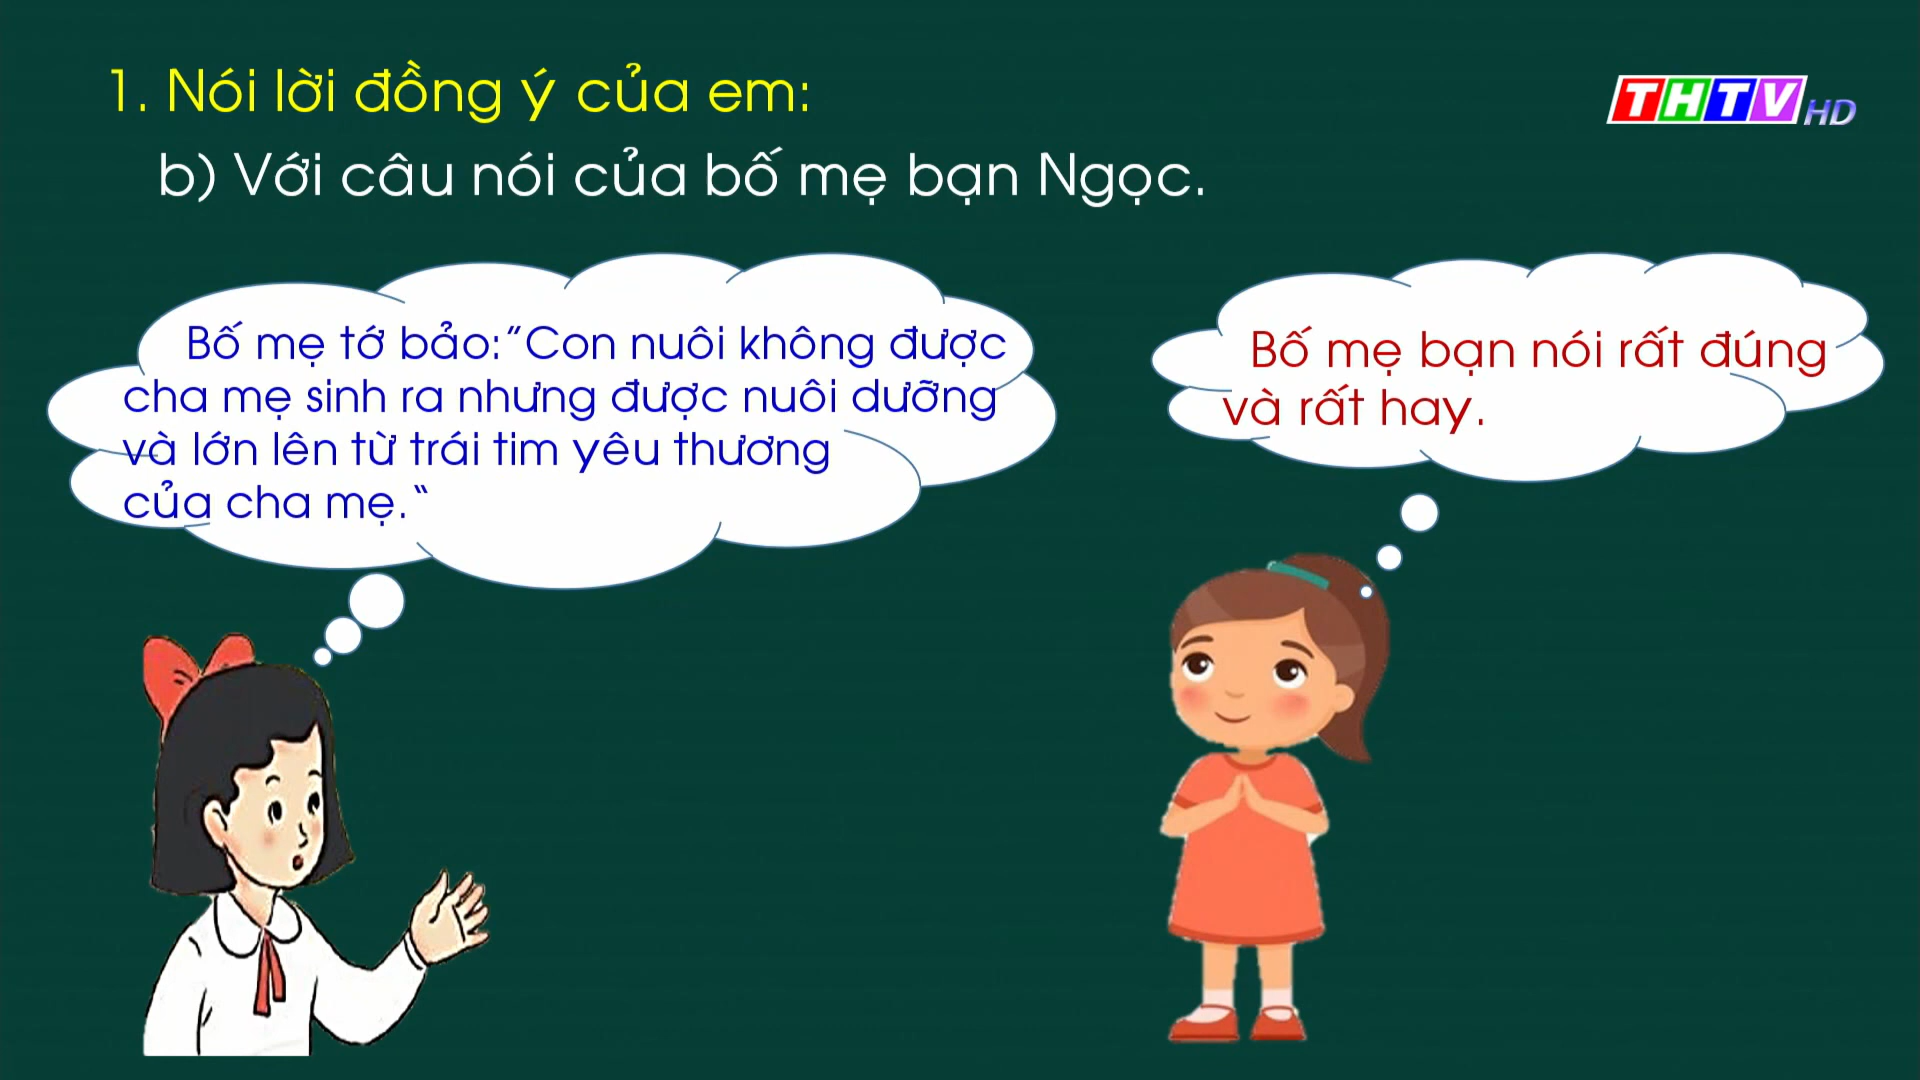 1. Nói lời đồng ý của em:
THTV HD
b) Với câu nói của bố mẹ bạn Ngọc.
Bố mẹ tớ bảo:"Con nuôi không được
cha mẹ sinh ra nhưng được nuôi dưỡng
và lớn lên từ trái tim yêu thương
của cha mẹ."
Bố mẹ bạn nói rất đúng
và rất hay.